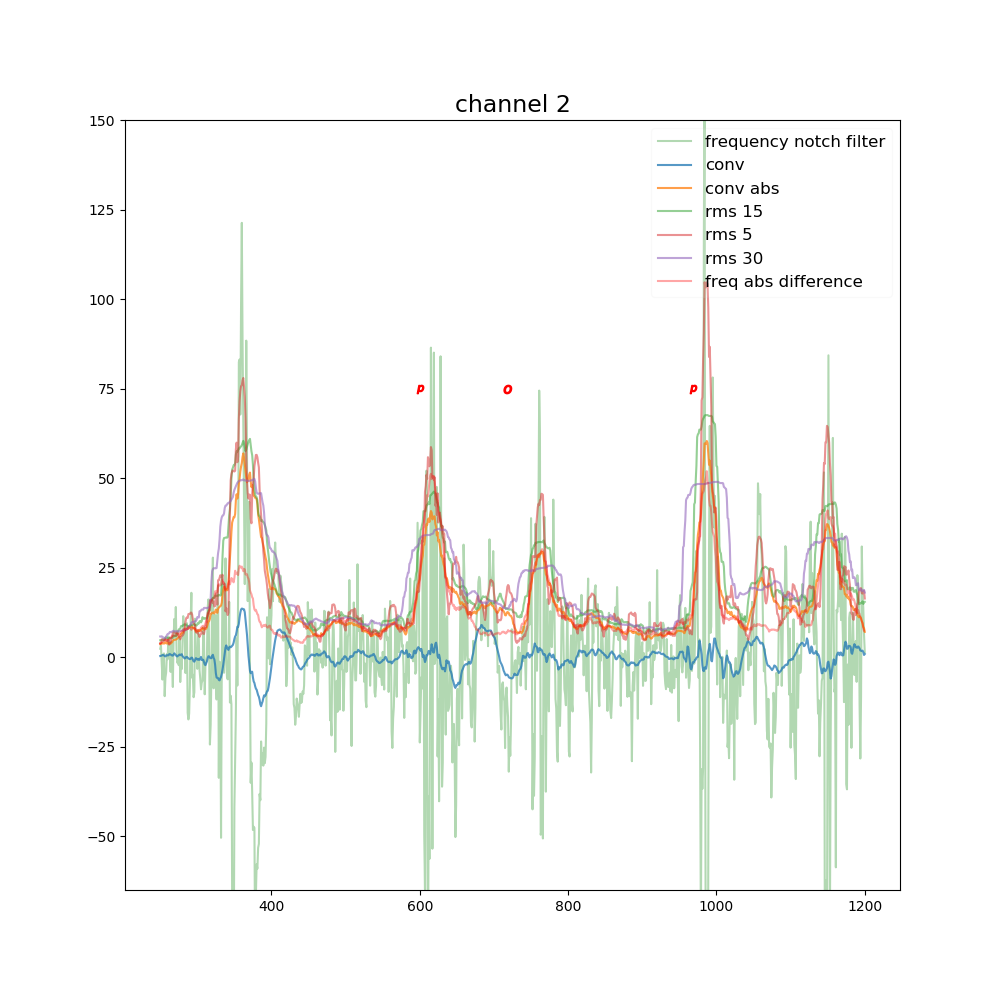 channel 2
150
125
100
75
50
25
0
−25
−50
frequency notch filter
conv
conv abs
rms 15
rms 5
rms 30
freq abs difference
p
o
p
400 600 800 1000 1200